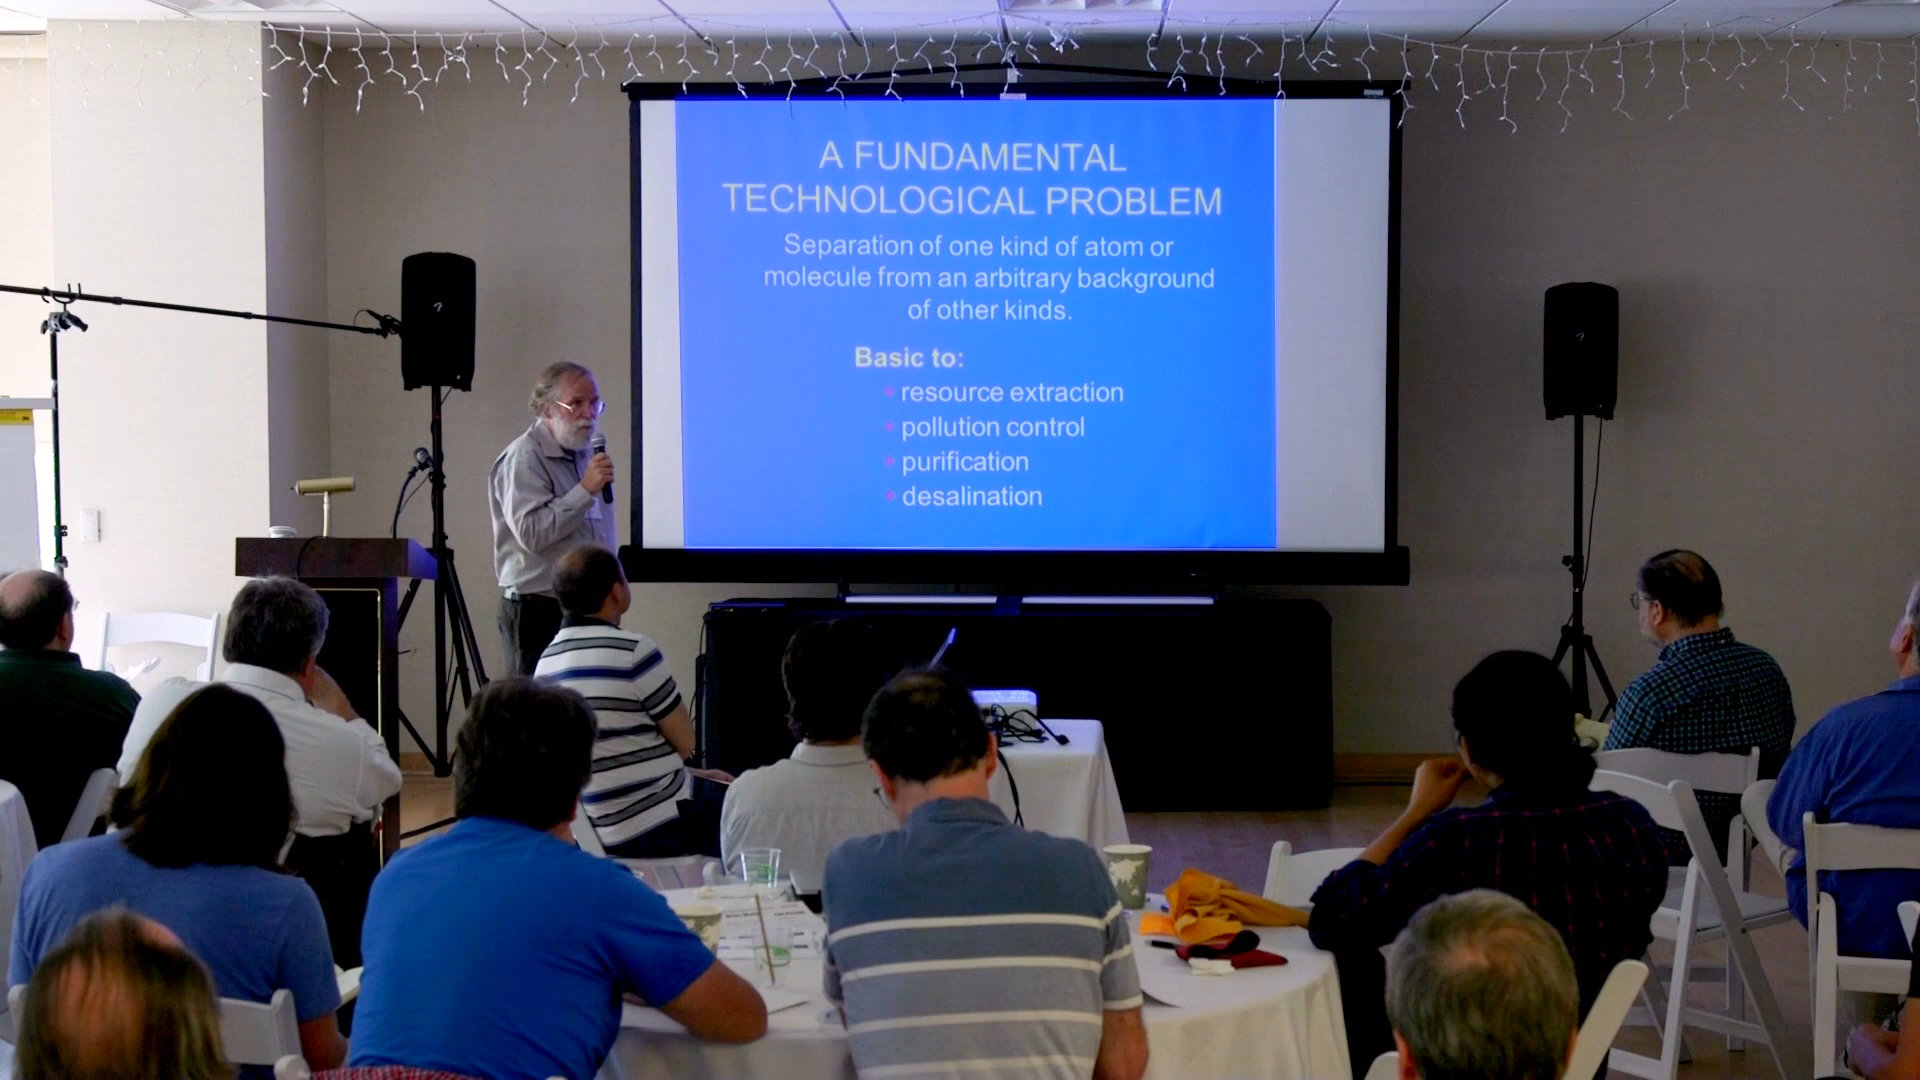 A FUNDAMENTAL
TECHNOLOGICAL PROBLEM
Separation of one kind of atom or
molecule from an arbitrary background
of other kinds.
Basic to:
resource extraction
pollution control
purification
desalination